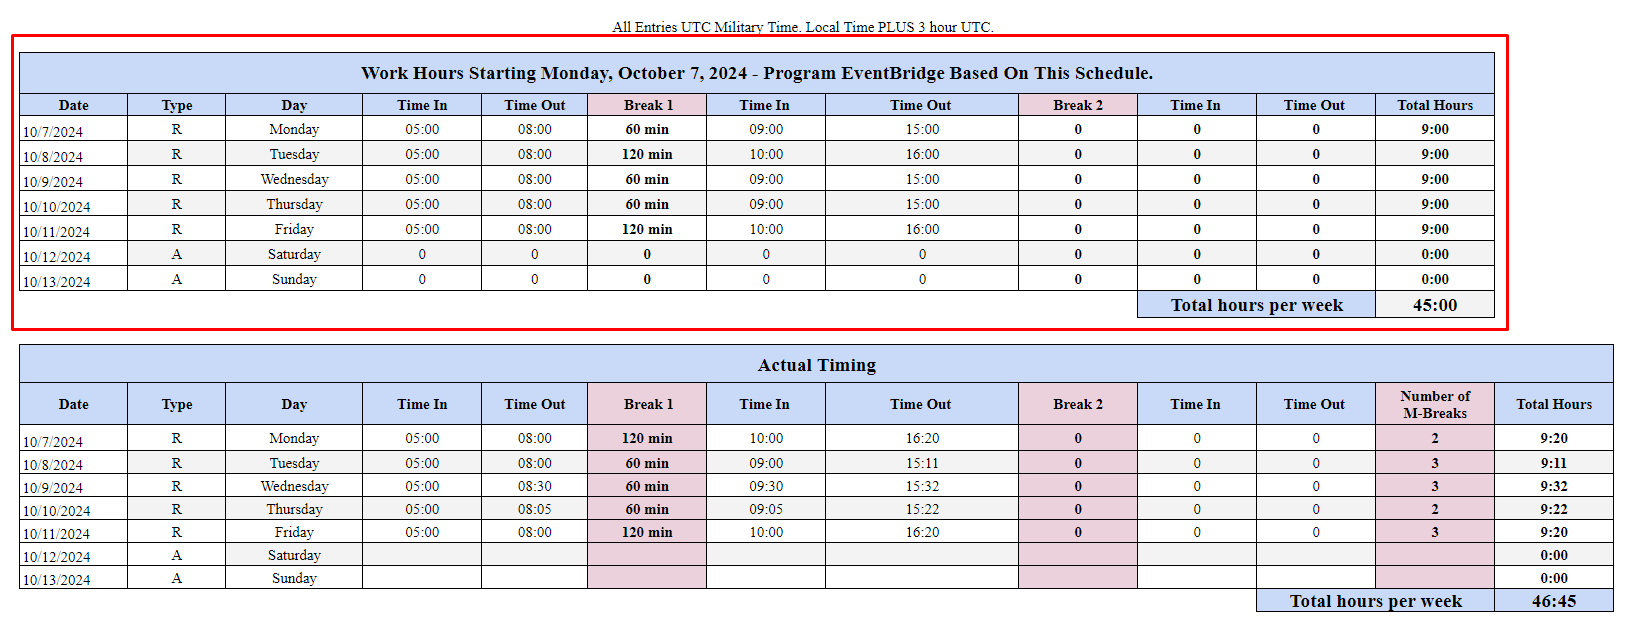 All Entries UTC Military Time. Local Time PLUS 3 hour UTC.
Work Hours Starting Monday, October 7, 2024 - Program EventBridge Based On This Schedule.
Date Type Day Time In Time Out Break 1 Time In Time Out Break 2 Time In Time Out Total Hours
10/7/2024 R Monday 05:00 08:00 60 min 09:00 15:00 0 0 0 9:00
10/8/2024 R Tuesday 05:00 08:00 120 min 10:00 16:00 0 0 0 9:00
10/9/2024 R Wednesday 05:00 08:00 60 min 09:00 15:00 0 0 0 9:00
10/10/2024 R Thursday 05:00 08:00 60 min 09:00 15:00 0 0 0 9:00
10/11/2024 R Friday 05:00 08:00 120 min 10:00 16:00 0 0 0 9:00
10/12/2024 A Saturday 0 0 0 0 0 0 0 0 0:00
10/13/2024 A Sunday 0 0 0 0 0 0 0 0 0:00
Total hours per week 45:00
Actual Timing
Date Type Day Time In Time Out Break 1 Time In Time Out Break 2 Time In Time Out Number of M-Breaks Total Hours
10/7/2024 R Monday 05:00 08:00 120 min 10:00 16:20 0 0 0 2 9:20
10/8/2024 R Tuesday 05:00 08:00 60 min 09:00 15:11 0 0 0 3 9:11
10/9/2024 R Wednesday 05:00 08:30 60 min 09:30 15:32 0 0 0 3 9:32
10/10/2024 R Thursday 05:00 08:05 60 min 09:05 15:22 0 0 0 2 9:22
10/11/2024 R Friday 05:00 08:00 120 min 10:00 16:20 0 0 0 3 9:20
10/12/2024 A Saturday 0:00
10/13/2024 A Sunday 0:00
Total hours per week 46:45